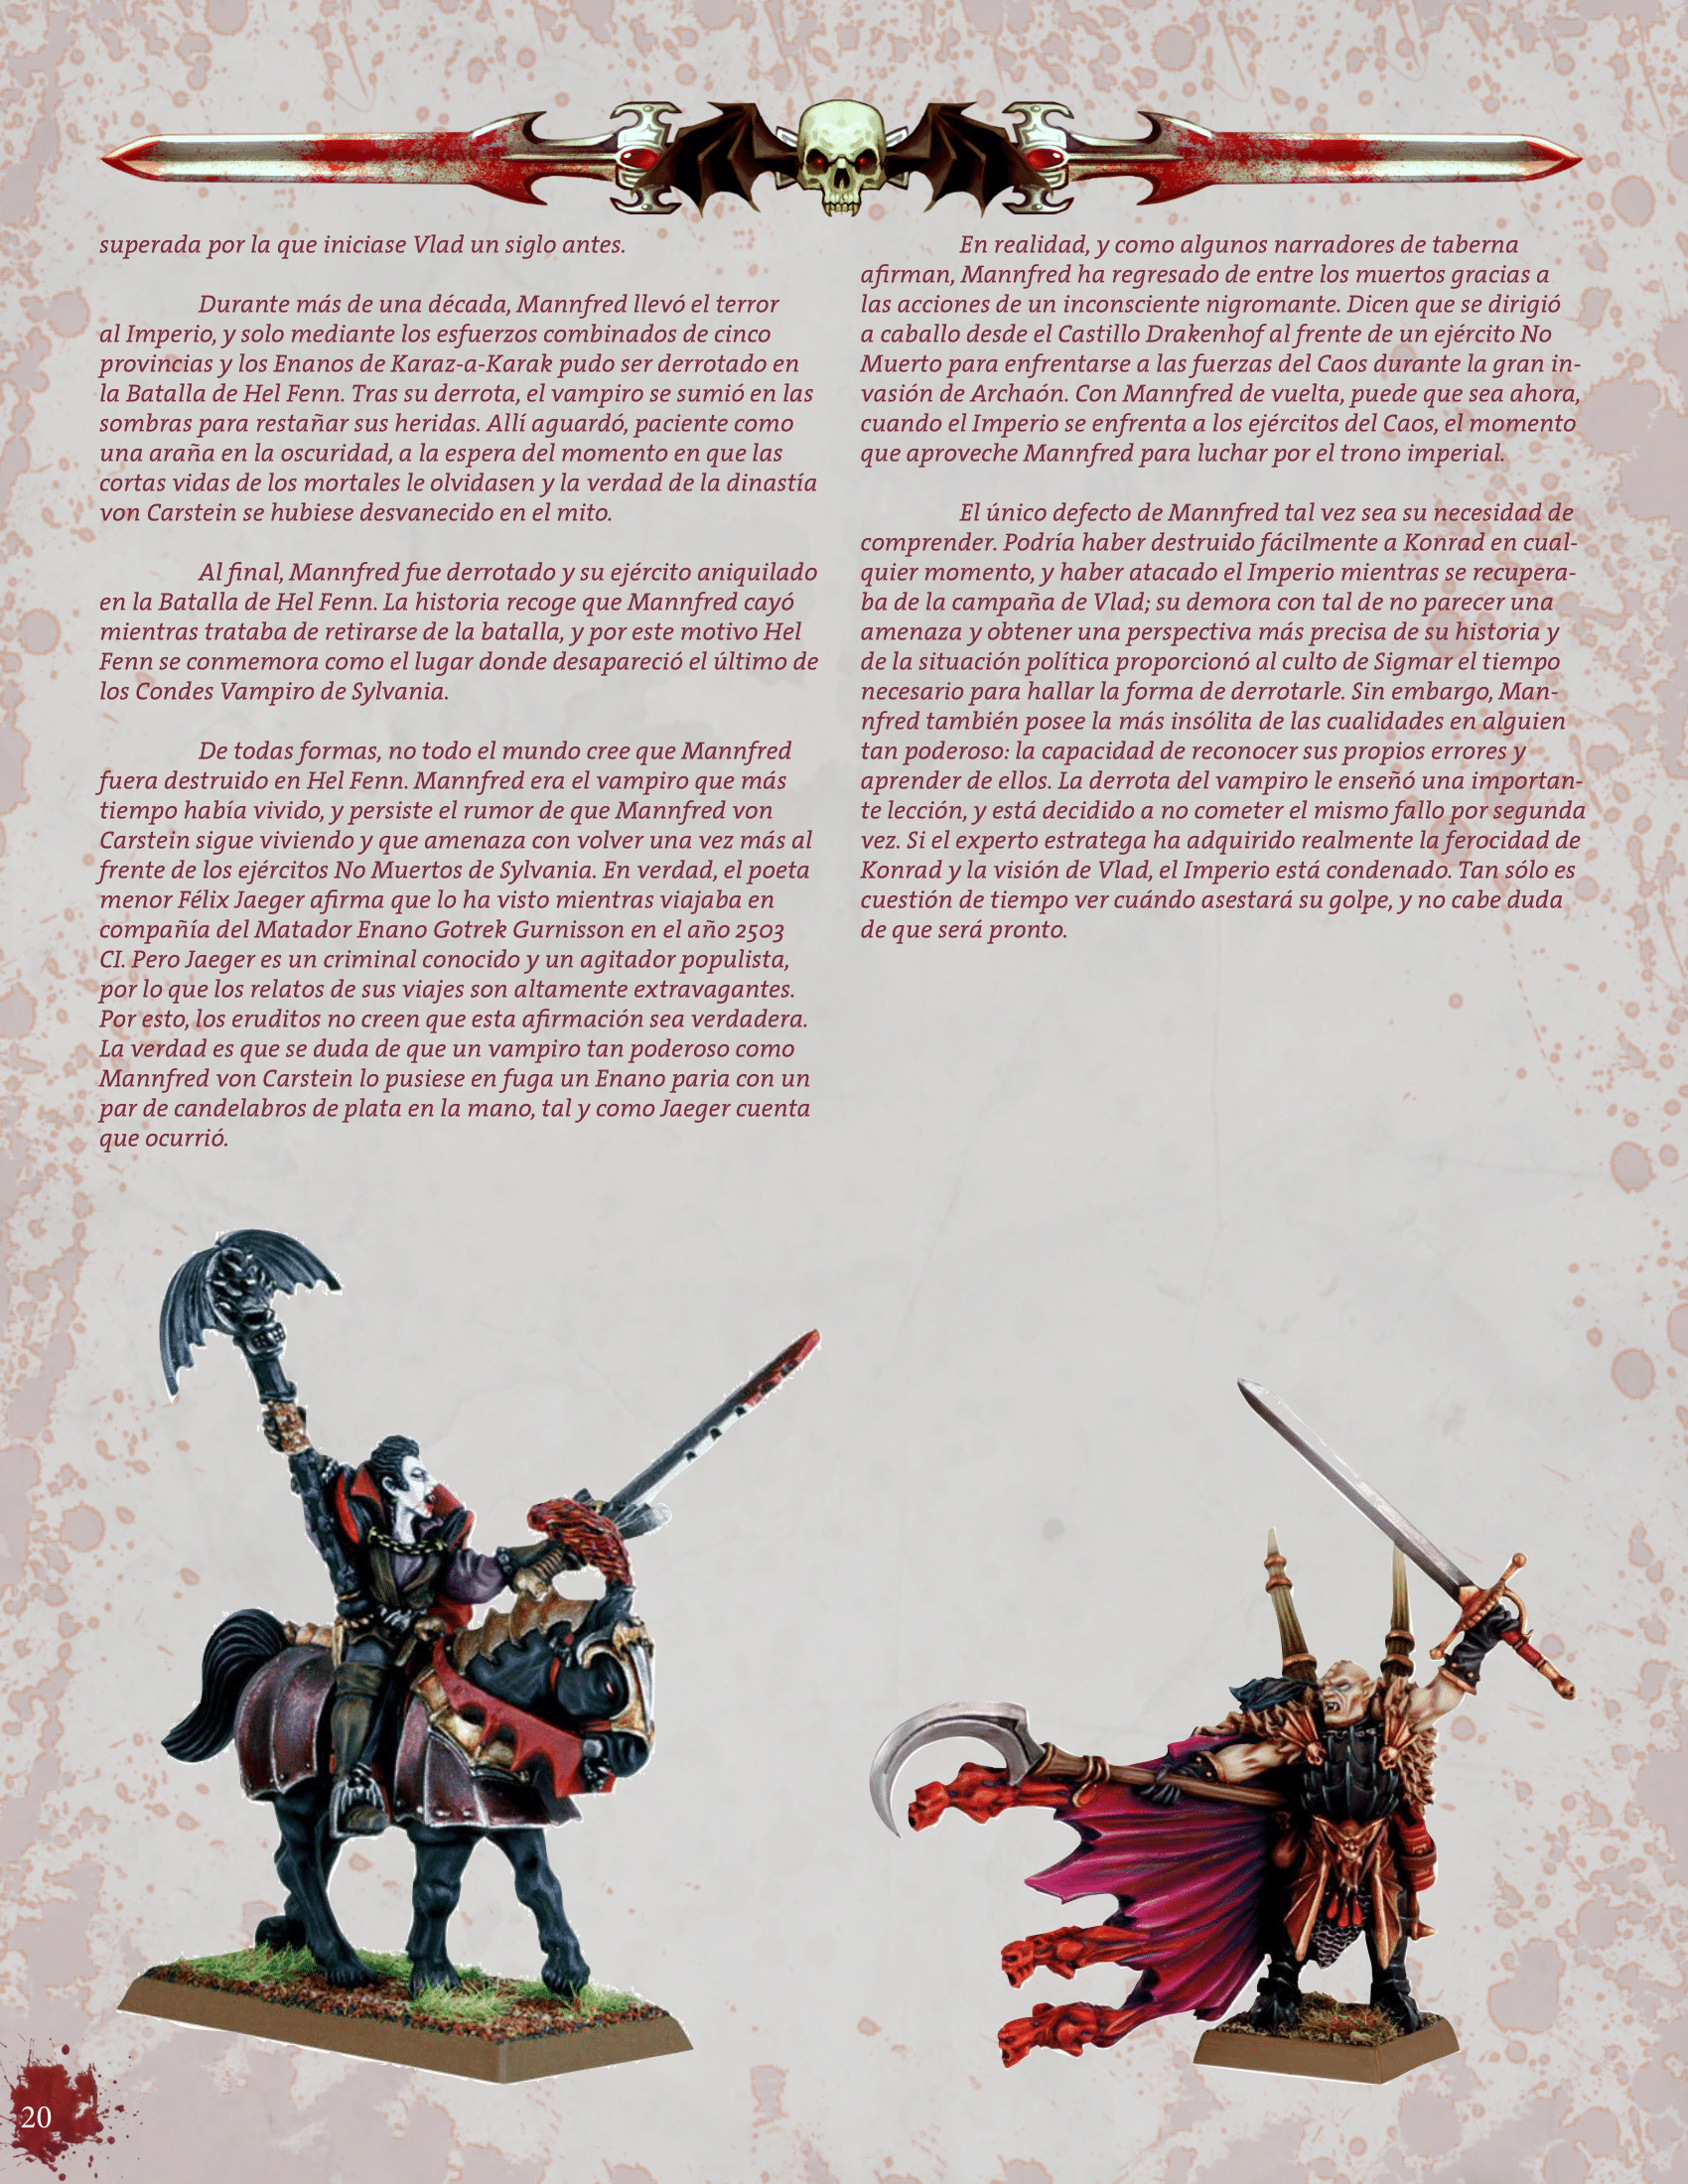 superada por la que iniciase Vlad un siglo antes.
Durante más de una década, Mannfred llevó el terror
al Imperio, y solo mediante los esfuerzos combinados de cinco
provincias y los Enanos de Karaz-a-Karak pudo ser derrotado en
la Batalla de Hel Fenn. Tras su derrota, el vampiro se sumió en las
sombras para restañar sus heridas. Allí aguardó, paciente como
una araña en la oscuridad, a la espera del momento en que las
cortas vidas de los mortales le olvidasen y la verdad de la dinastía
von Carstein se hubiese desvanecido en el mito.
Al final, Mannfred fue derrotado y su ejército aniquilado
en la Batalla de Hel Fenn. La historia recoge que Mannfred cayó
mientras trataba de retirarse de la batalla, y por este motivo Hel
Fenn se conmemora como el lugar donde desapareció el último de
los Condes Vampiro de Sylvania.
De todas formas, no todo el mundo cree que Mannfred
fuera destruido en Hel Fenn. Mannfred era el vampiro que más
tiempo había vivido, y persiste el rumor de que Mannfred von
Carstein sigue viviendo y que amenaza con volver una vez más al
frente de los ejércitos No Muertos de Sylvania. En verdad, el poeta
menor Félix Jaeger afirma que lo ha visto mientras viajaba en
compañía del Matador Enano Gotrek Gurnisson en el año 2503
CI. Pero Jaeger es un criminal conocido y un agitador populista,
por lo que los relatos de sus viajes son altamente extravagantes.
Por esto, los eruditos no creen que esta afirmación sea verdadera.
La verdad es que se duda de que un vampiro tan poderoso como
Mannfred von Carstein lo pusiese en fuga un Enano paria con un
par de candelabros de plata en la mano, tal y como Jaeger cuenta
que ocurrió.
En realidad, y como algunos narradores de taberna
afirman, Mannfred ha regresado de entre los muertos gracias a
las acciones de un inconsciente nigromante. Dicen que se dirigió
a caballo desde el Castillo Drakenhof al frente de un ejército No
Muerto para enfrentarse a las fuerzas del Caos durante la gran in-
vasión de Archaón. Con Mannfred de vuelta, puede que sea ahora,
cuando el Imperio se enfrenta a los ejércitos del Caos, el momento
que aproveche Mannfred para luchar por el trono imperial.
El único defecto de Mannfred tal vez sea su necesidad de
comprender. Podría haber destruido fácilmente a Konrad en cual-
quier momento, y haber atacado el Imperio mientras se recupera-
ba de la campaña de Vlad; su demora con tal de no parecer una
amenaza y obtener una perspectiva más precisa de su historia y
de la situación política proporcionó al culto de Sigmar el tiempo
necesario para hallar la forma de derrotarle. Sin embargo, Man-
nfred también posee la más insólita de las cualidades en alguien
tan poderoso: la capacidad de reconocer sus propios errores y
aprender de ellos. La derrota del vampiro le enseñó una importan-
te lección, y está decidido a no cometer el mismo fallo por segunda
vez. Si el experto estratega ha adquirido realmente la ferocidad de
Konrad y la visión de Vlad, el Imperio está condenado. Tan sólo es
cuestión de tiempo ver cuándo asestará su golpe, y no cabe duda
de que será pronto.
20